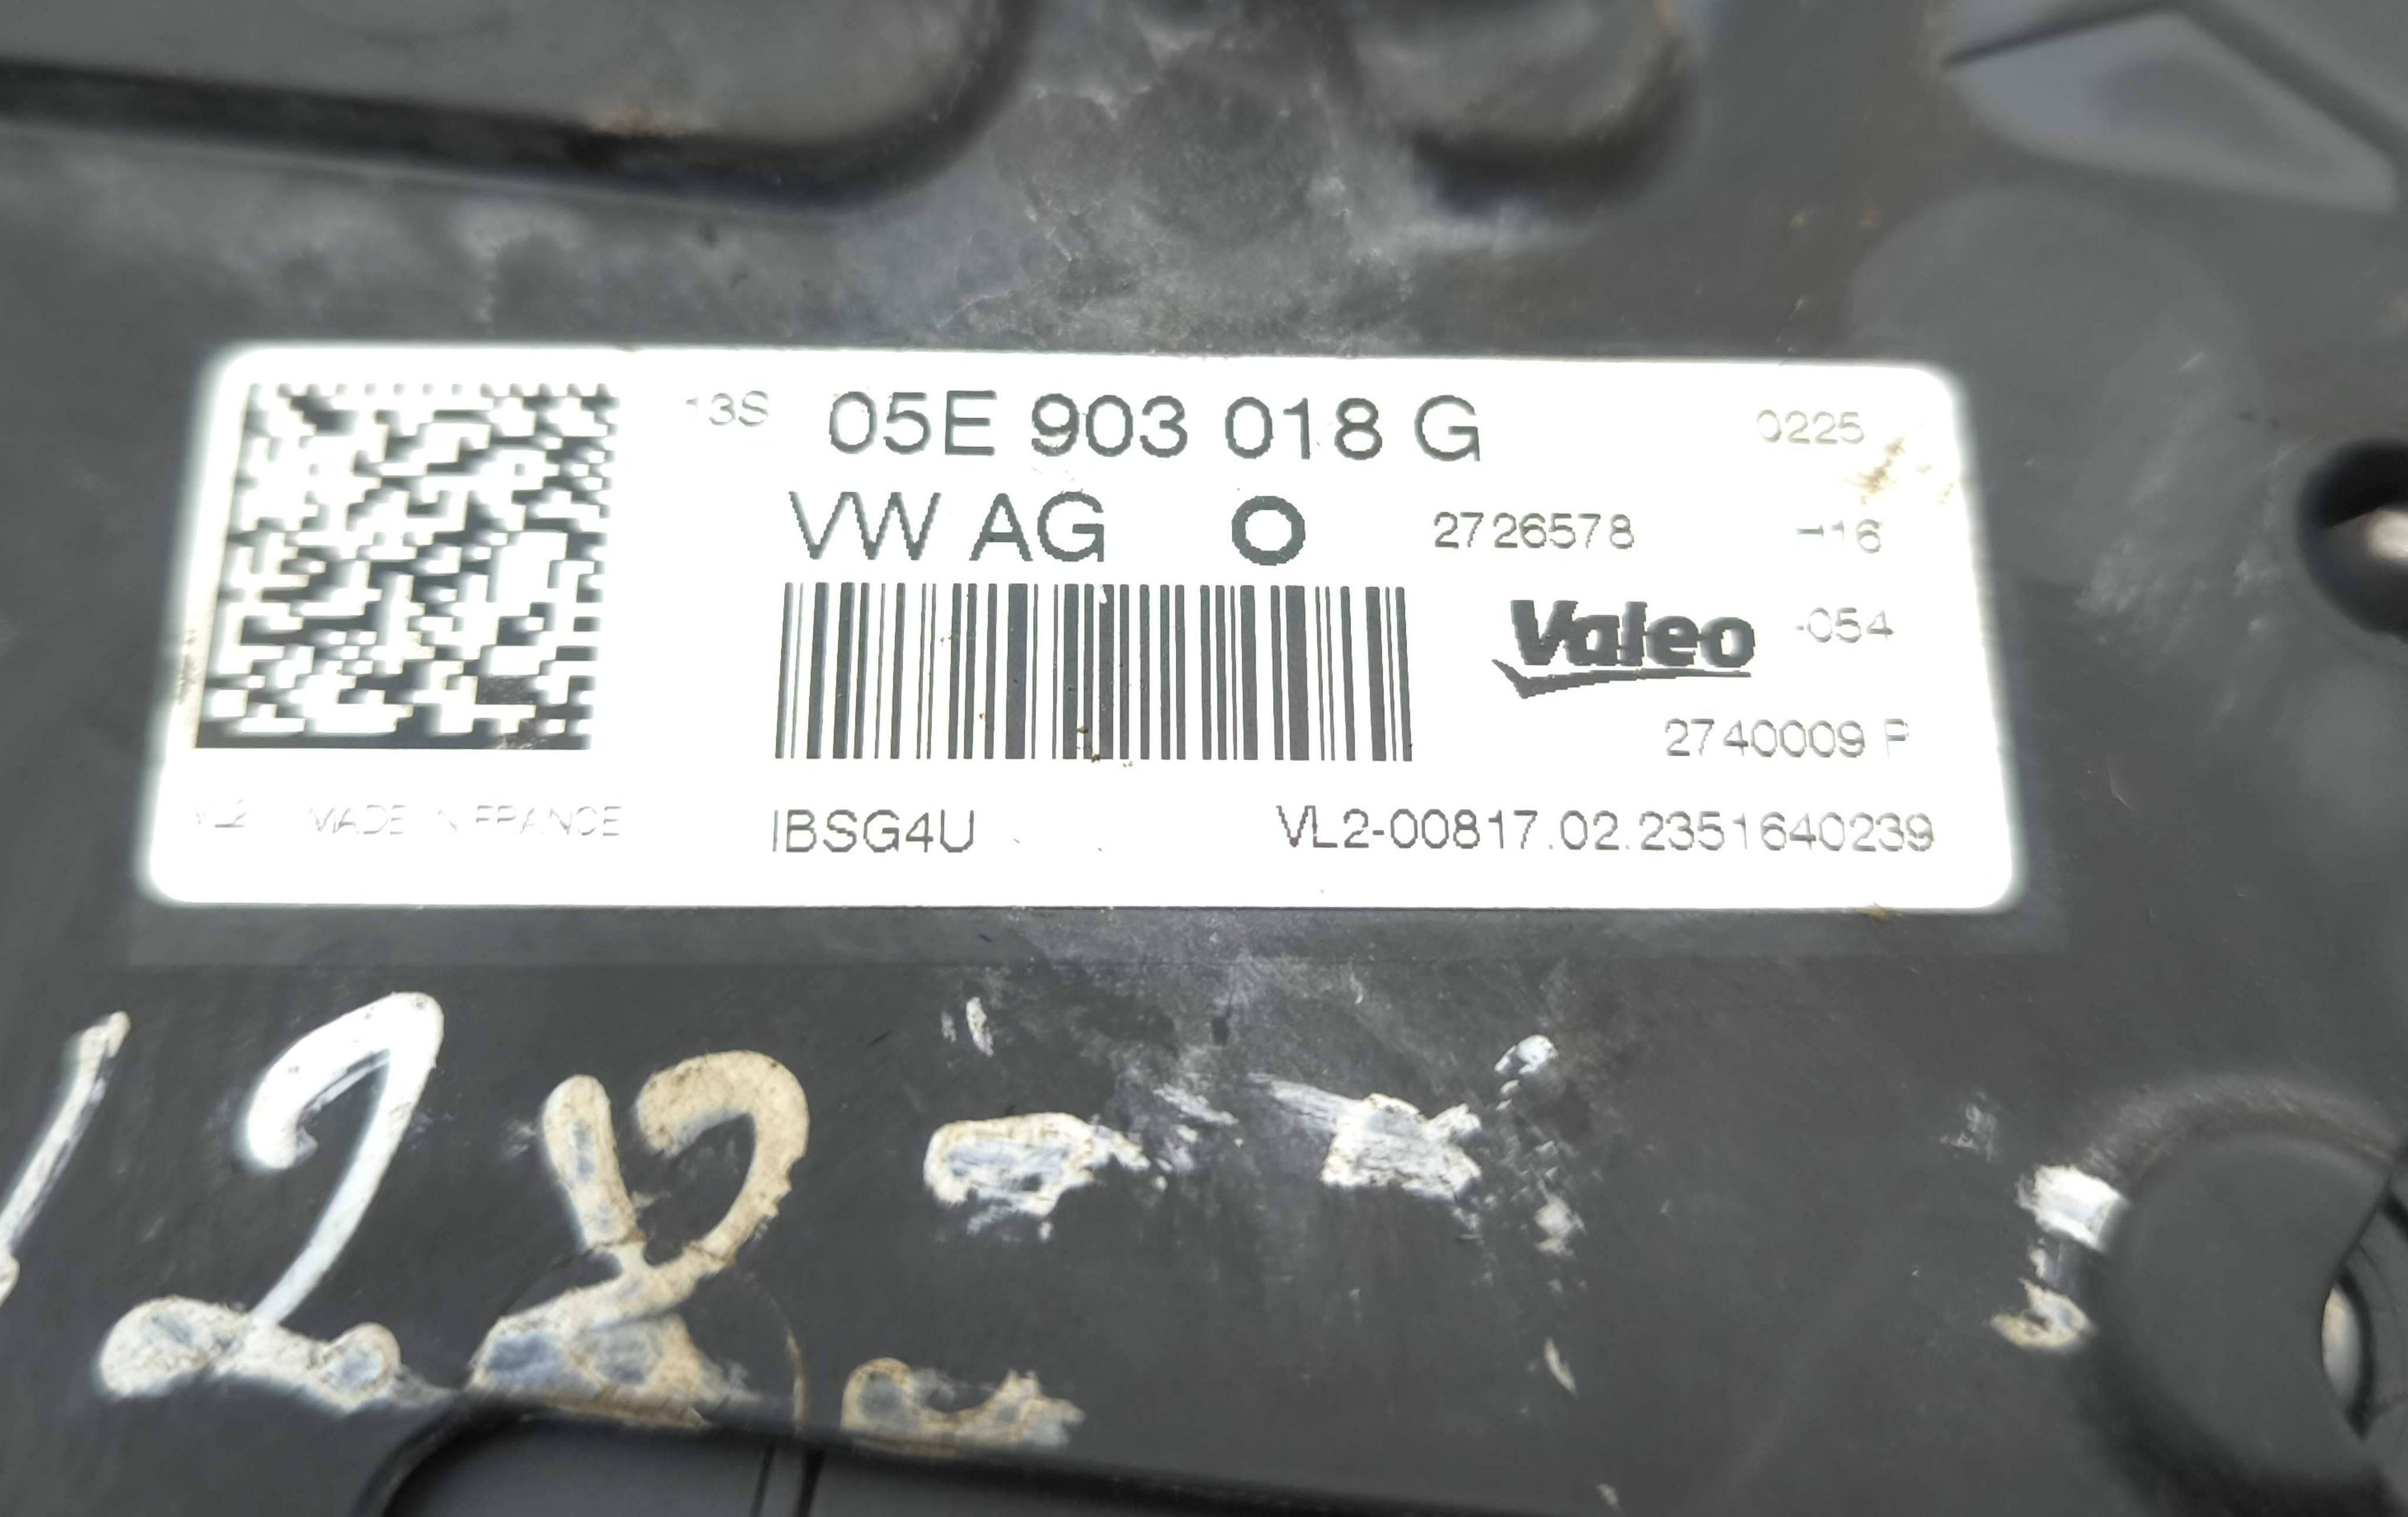 13S 05E 903 018 G 0225
VW AG O 2726578 H16
Valeo -054
2740009 P
VL2 MADE IN FRANCE IBSG4U VL2-00817.02.2351640239